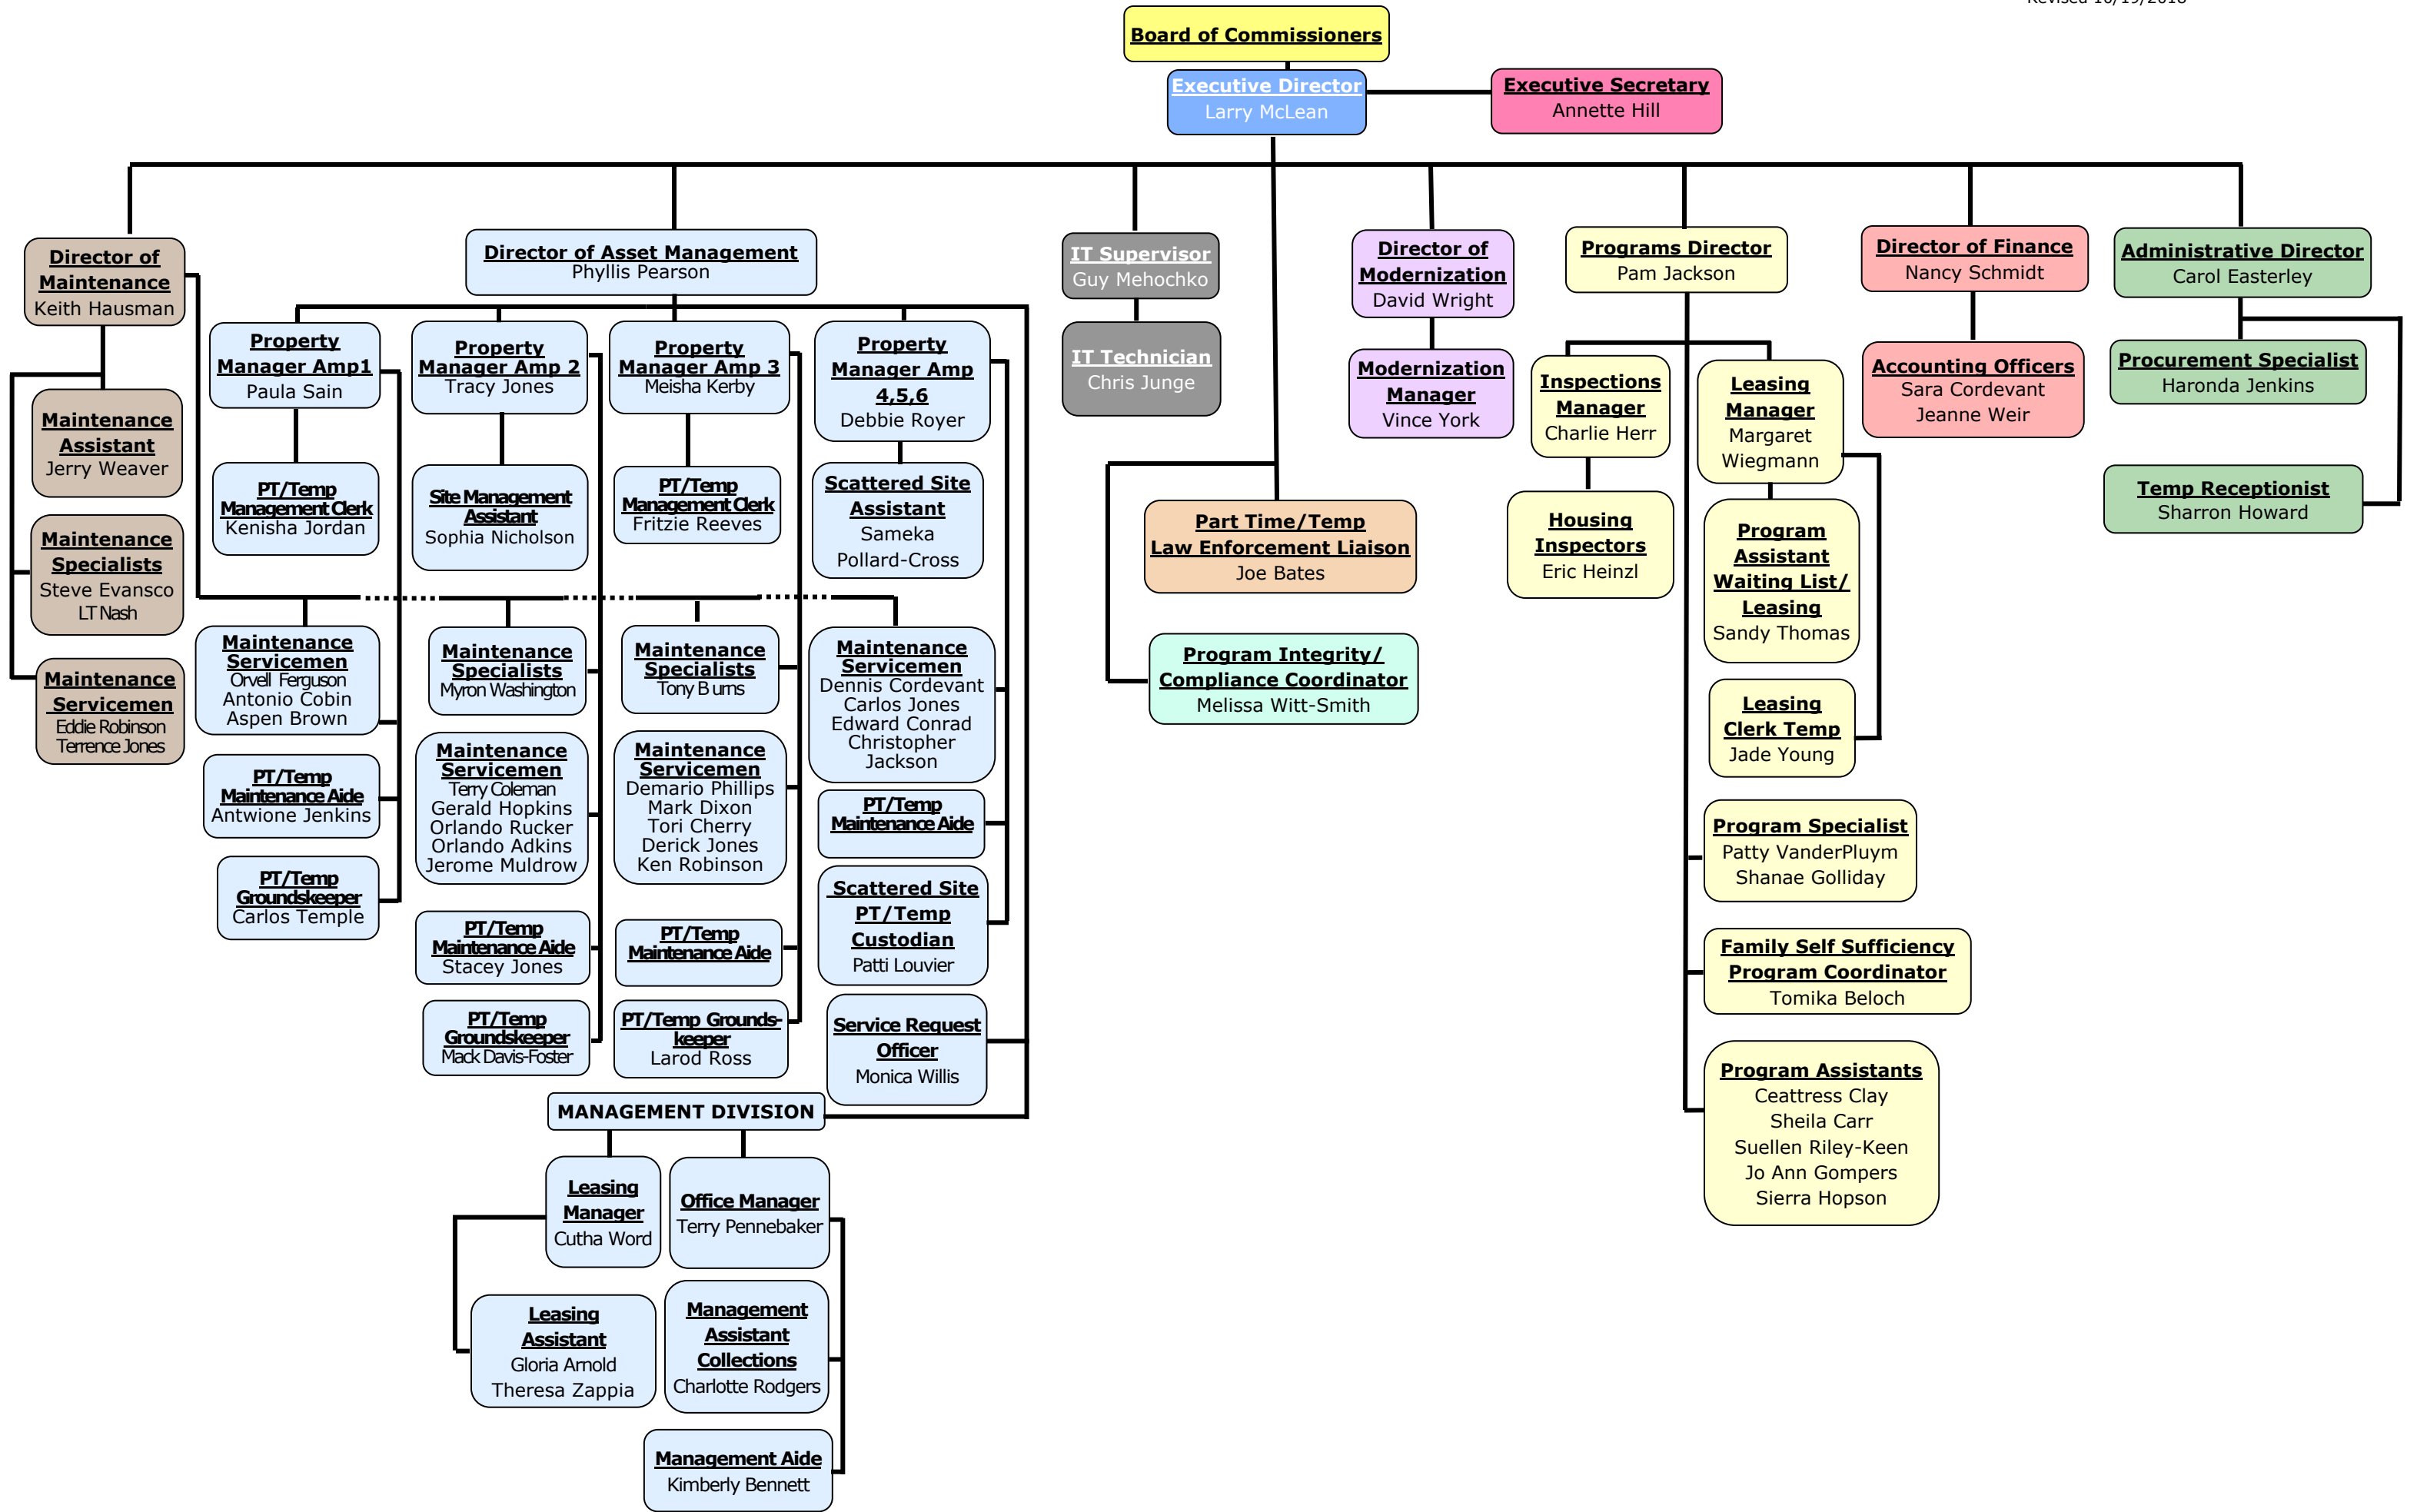 Revised 10/19/2018
Board of Commissioners
Executive Director
Larry McLean
Executive Secretary
Annette Hill
Director of
Maintenance
Keith Hausman
Maintenance
Assistant
Jerry Weaver
Maintenance
Specialists
Steve Evansco
LT Nash
Maintenance
Servicemen
Eddie Robinson
Terrence Jones
Director of Asset Management
Phyllis Pearson
Property
Manager Amp1
Paula Sain
PT/Temp
Management Clerk
Kenisha Jordan
Maintenance
Servicemen
Orvell Ferguson
Antonio Cobin
Aspen Brown
PT/Temp
Maintenance Aide
Antwione Jenkins
PT/Temp
Groundskeeper
Carlos Temple
Property
Manager Amp 2
Tracy Jones
Site Management
Assistant
Sophia Nicholson
Maintenance
Specialists
Myron Washington
Maintenance
Servicemen
Terry Coleman
Gerald Hopkins
Orlando Rucker
Orlando Adkins
Jerome Muldrow
PT/Temp
Maintenance Aide
Stacey Jones
PT/Temp
Groundskeeper
Mack Davis-Foster
Property
Manager Amp 3
Meisha Kerby
PT/Temp
Management Clerk
Fritzie Reeves
Maintenance
Specialists
Tony Burns
Maintenance
Servicemen
Demario Phillips
Mark Dixon
Tori Cherry
Derick Jones
Ken Robinson
PT/Temp
Maintenance Aide
PT/Temp Grounds-
keeper
Larod Ross
Property
Manager Amp
4,5,6
Debbie Royer
Scattered Site
Assistant
Sameka
Pollard-Cross
Maintenance
Servicemen
Dennis Cordevant
Carlos Jones
Edward Conrad
Christopher
Jackson
PT/Temp
Maintenance Aide
Scattered Site
PT/Temp
Custodian
Patti Louvier
Service Request
Officer
Monica Willis
MANAGEMENT DIVISION
Leasing
Manager
Cutha Word
Leasing
Assistant
Gloria Arnold
Theresa Zappia
Office Manager
Terry Pennebaker
Management
Assistant
Collections
Charlotte Rodgers
Management Aide
Kimberly Bennett
IT Supervisor
Guy Mehochko
IT Technician
Chris Junge
Part Time/Temp
Law Enforcement Liaison
Joe Bates
Program Integrity/
Compliance Coordinator
Melissa Witt-Smith
Director of
Modernization
David Wright
Modernization
Manager
Vince York
Programs Director
Pam Jackson
Inspections
Manager
Charlie Herr
Housing
Inspectors
Eric Heinzl
Leasing
Manager
Margaret
Wiegmann
Program
Assistant
Waiting List/
Leasing
Sandy Thomas
Leasing
Clerk Temp
Jade Young
Program Specialist
Patty VanderPluym
Shanae Golliday
Family Self Sufficiency
Program Coordinator
Tomika Beloch
Program Assistants
Ceattress Clay
Sheila Carr
Suellen Riley-Keen
Jo Ann Gompers
Sierra Hopson
Director of Finance
Nancy Schmidt
Accounting Officers
Sara Cordevant
Jeanne Weir
Administrative Director
Carol Easterley
Procurement Specialist
Haronda Jenkins
Temp Receptionist
Sharron Howard